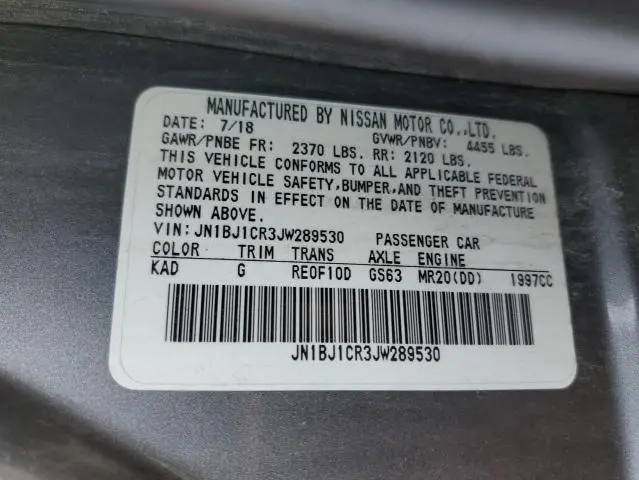 MANUFACTURED BY NISSAN MOTOR CO.,LTD.
DATE: 7/18 GVWR/PNBV: 4455 LBS.
GAWR/PNBE FR: 2370 LBS. RR: 2120 LBS.
THIS VEHICLE CONFORMS TO ALL APPLICABLE FEDERAL
MOTOR VEHICLE SAFETY,BUMPER,AND THEFT PREVENTION
STANDARDS IN EFFECT ON THE DATE OF MANUFACTURE
SHOWN ABOVE.
VIN: JN1BJ1CR3JW289530 PASSENGER CAR
COLOR TRIM TRANS AXLE ENGINE
KAD G RE0F10D GS63 MR20(DD) 1997CC
JN1BJ1CR3JW289530